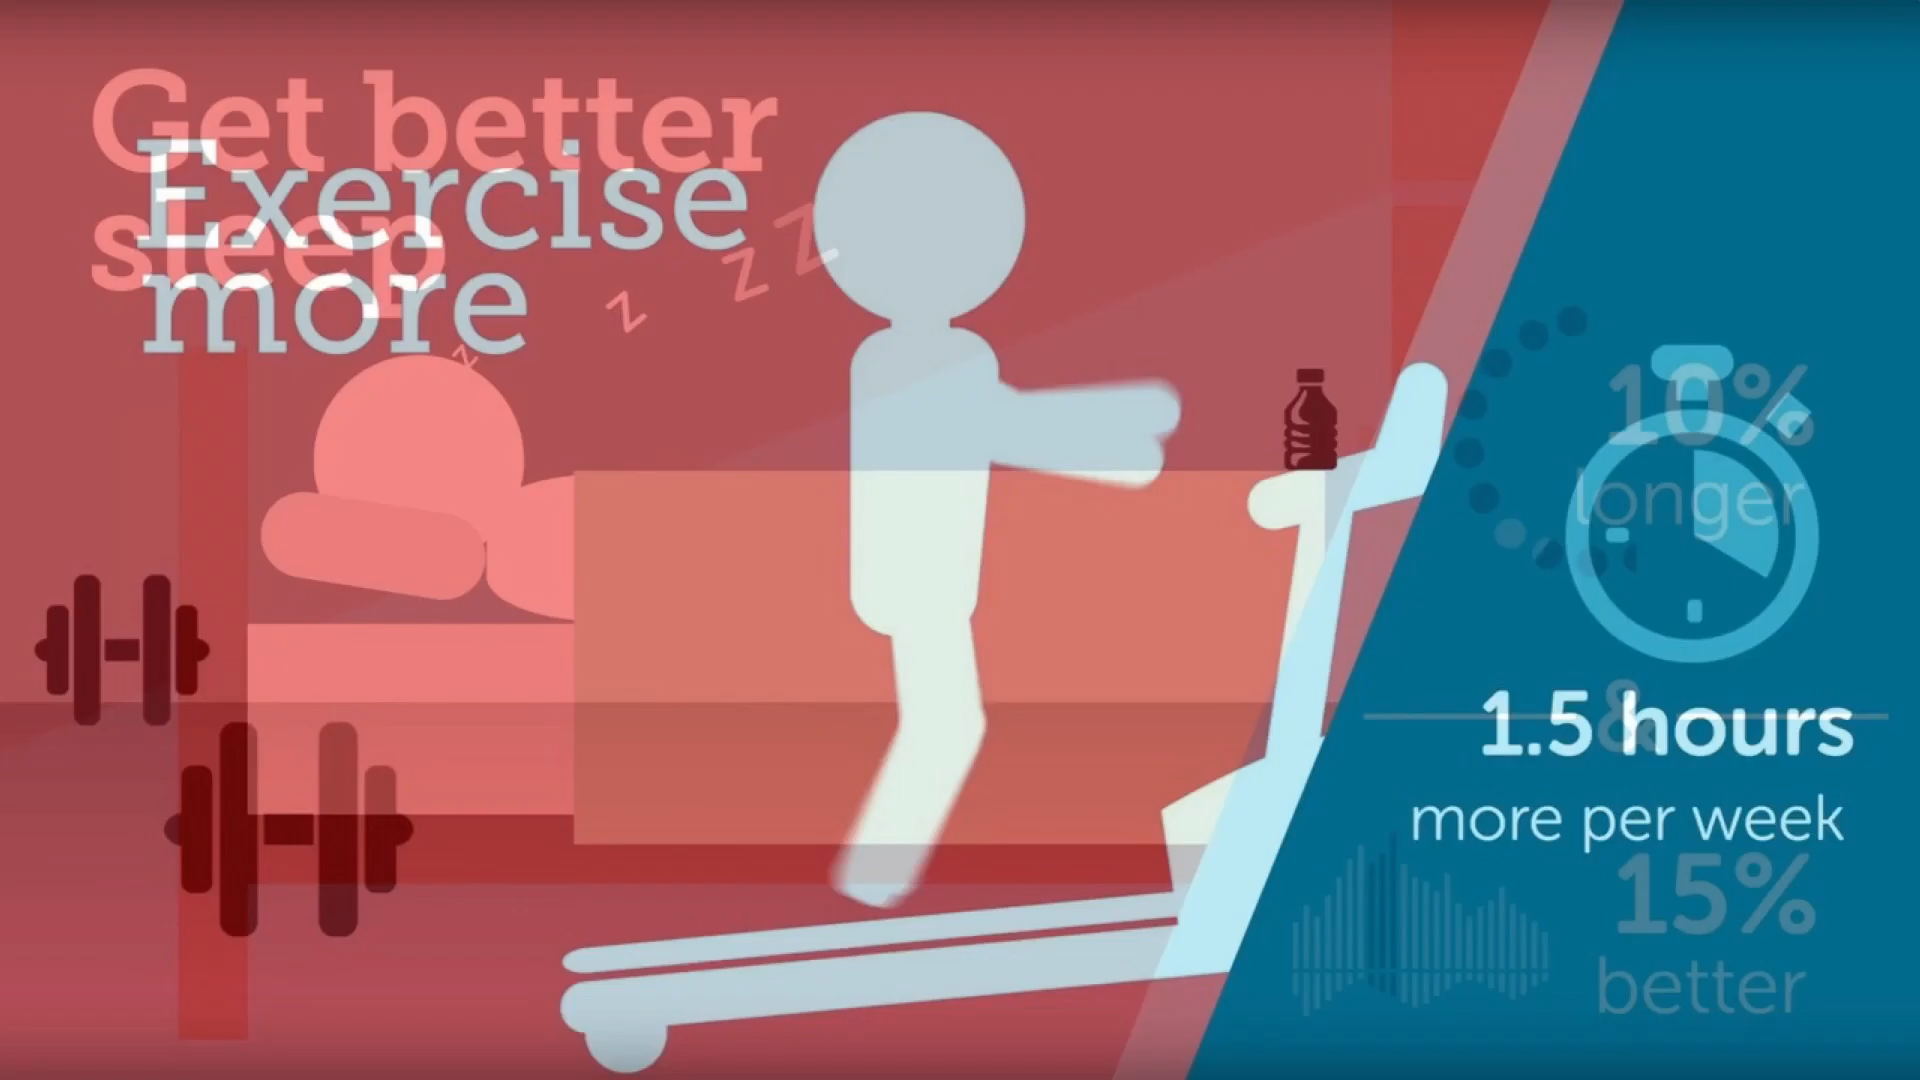 Get better
sleep
Exercise
more
z
z
z
z
10%
longer
&
1.5 hours
more per week
15%
better